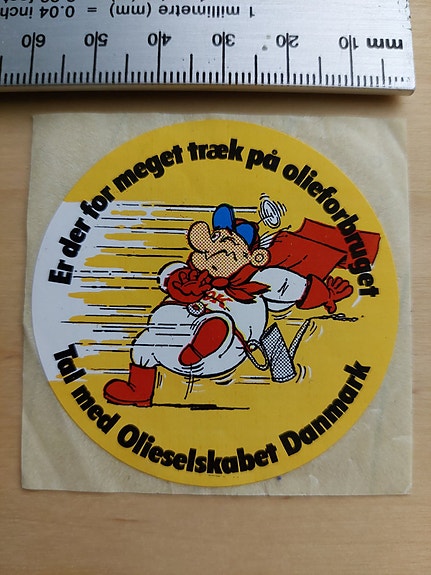 1 millimetre (mm) = 0.04 inch
mm 10 20 30 40 50 60
Er der for meget træk på olieforbruget
OK
Tal med Olieselskabet Danmark